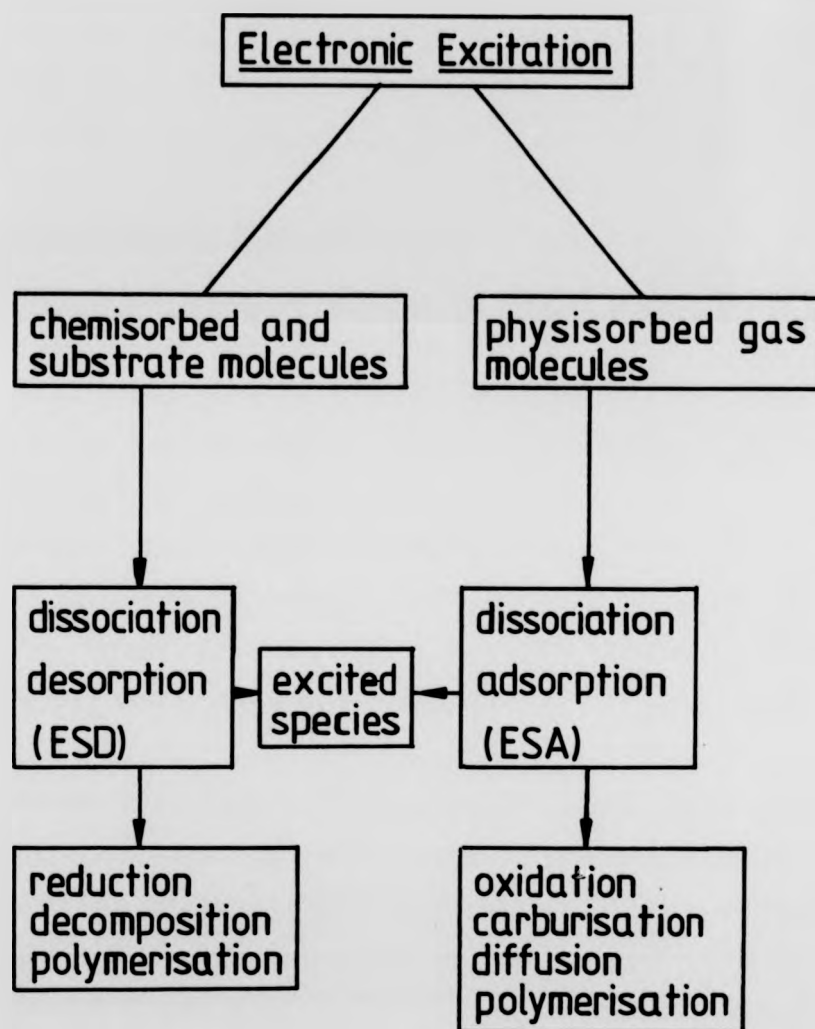 Electronic Excitation
chemisorbed and
substrate molecules
physisorbed gas
molecules
dissociation
desorption
(ESD)
excited
species
dissociation
adsorption
(ESA)
reduction
decomposition
polymerisation
oxidation
carburisation
diffusion
polymerisation